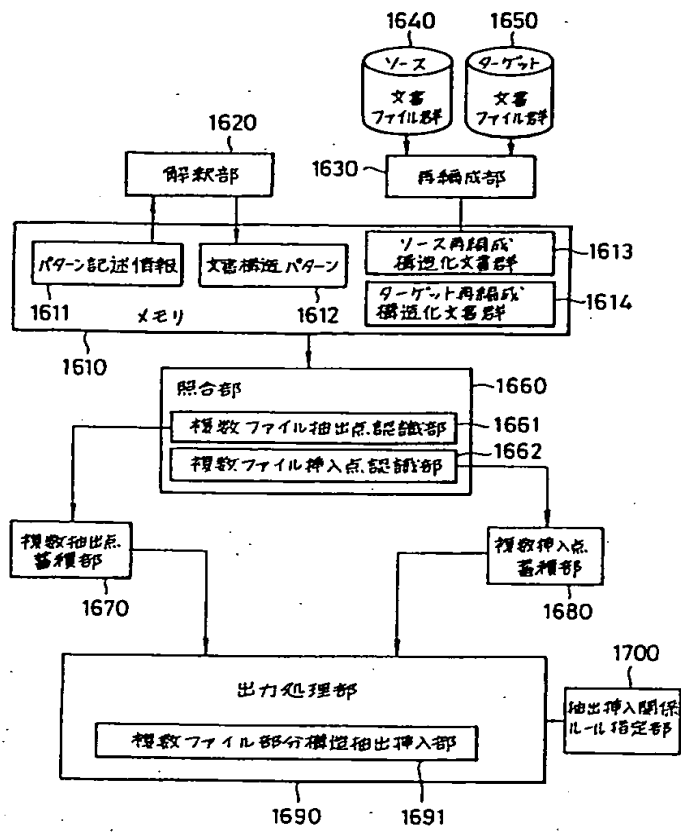 1640
1650
ソース
文書
ファイル群
ターゲット
文書
ファイル群
1620
解釈部
1630
再編成部
パターン記述情報
文書構造パターン
ソース再編成
構造化文書群
1613
1611
1612
ターゲット再編成
構造化文書群
1614
メモリ
1610
照合部
1660
複数ファイル抽出点認識部
1661
複数ファイル挿入点認識部
1662
複数抽出点
蓄積部
1670
複数挿入点
蓄積部
1680
出力処理部
1700
抽出挿入関係
ルール指定部
複数ファイル部分構造抽出挿入部
1690
1691